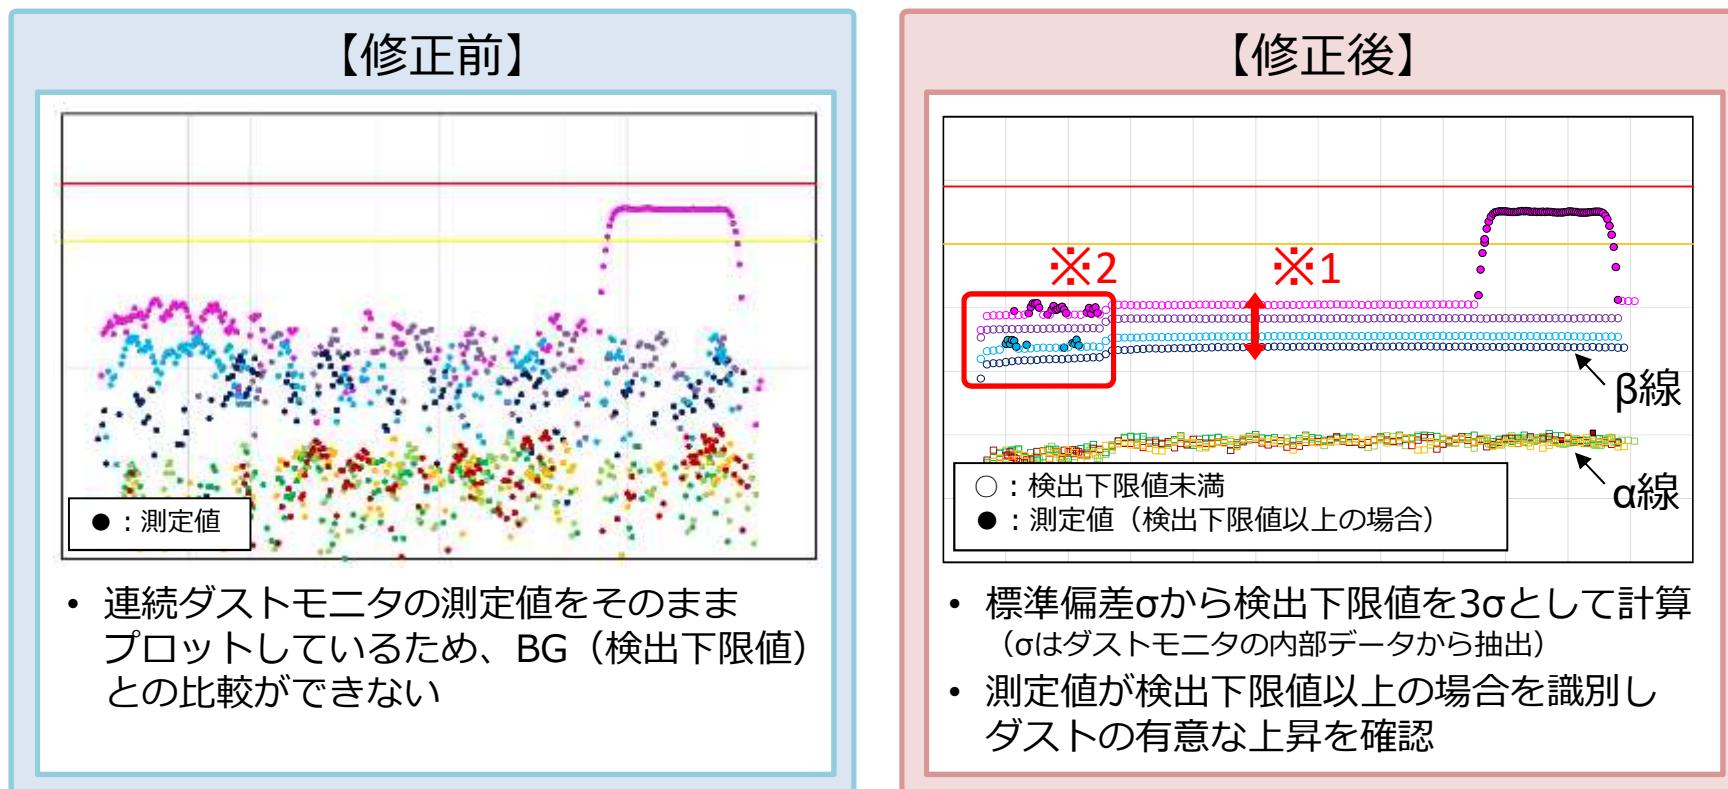 【修正前】
●：測定値
• 連続ダストモニタの測定値をそのまま
プロットしているため、BG（検出下限値）
との比較ができない
【修正後】
※2
※1
β線
α線
○：検出下限値未満
●：測定値（検出下限値以上の場合）
• 標準偏差σから検出下限値を3σとして計算
（σはダストモニタの内部データから抽出）
• 測定値が検出下限値以上の場合を識別し
ダストの有意な上昇を確認